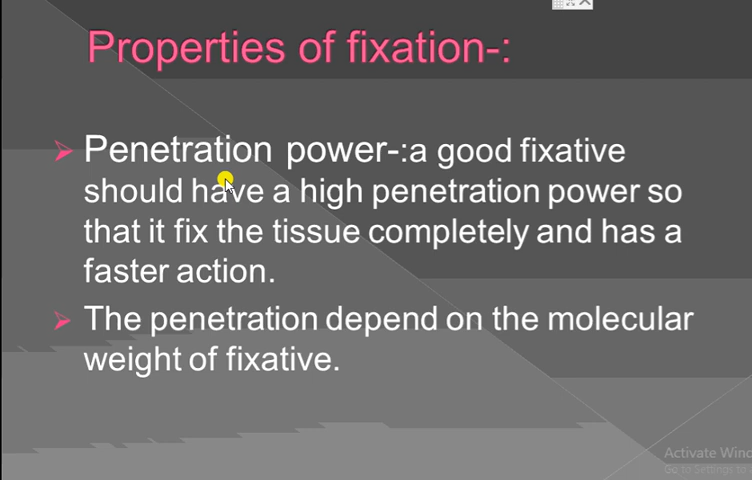 Properties of fixation-:
Penetration power-:a good fixative
should have a high penetration power so
that it fix the tissue completely and has a
faster action.
The penetration depend on the molecular
weight of fixative.
Activate Wind
Go to Settings to